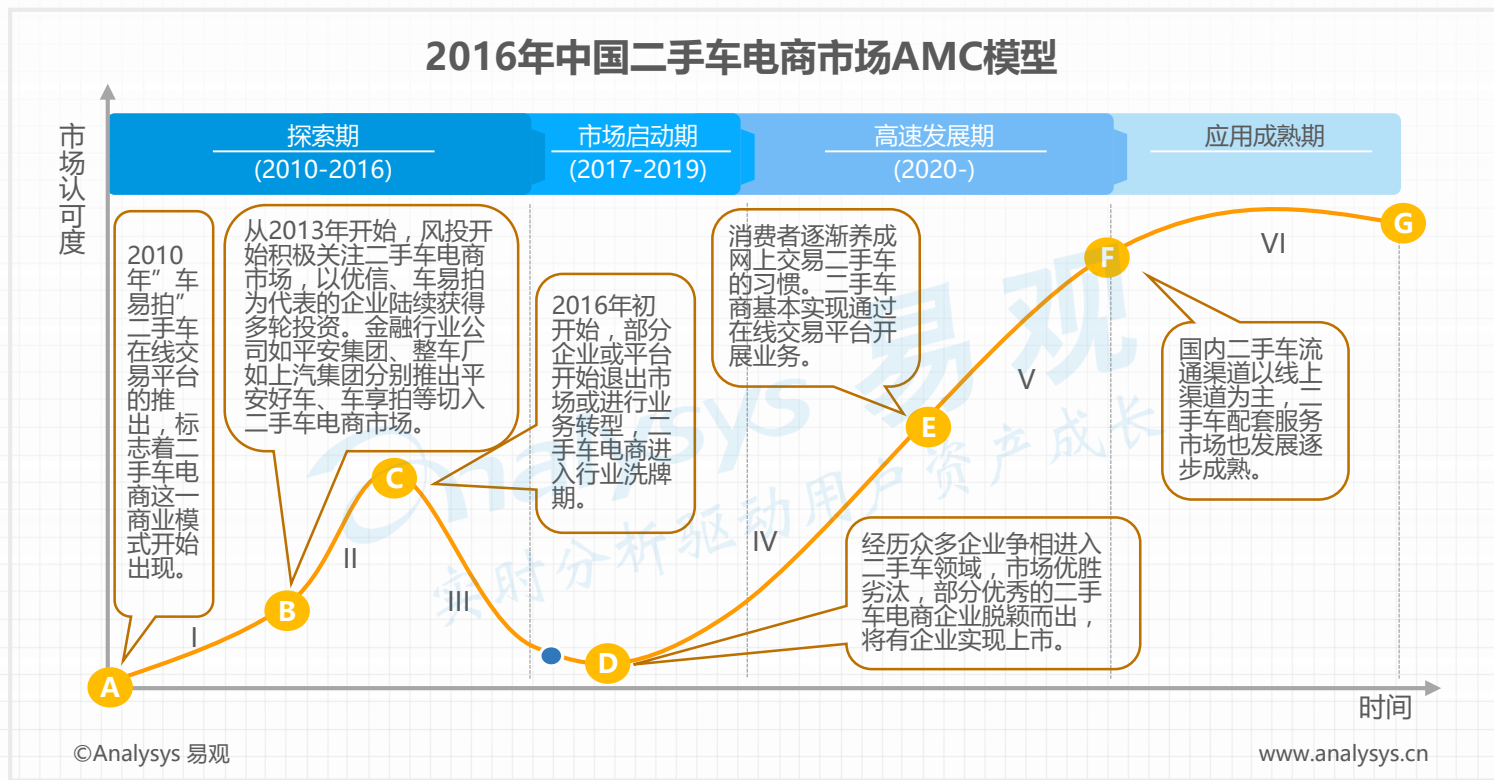 2016年中国二手车电商市场AMC模型
市场认可度
探索期
(2010-2016)
市场启动期
(2017-2019)
高速发展期
(2020-)
应用成熟期
2010
年”车
易拍”
二手车
在线交
易平台
的推
出，标
志着二
手车电
商这一
商业模
式开始
出现。
从2013年开始，风投开
始积极关注二手车电商
市场，以优信、车易拍
为代表的企业陆续获得
多轮投资。金融行业公
司如平安集团、整车厂
如上汽集团分别推出平
安好车、车享拍等切入
二手车电商市场。
2016年初
开始，部分
企业或平台
开始退出市
场或进行业
务转型，二
手车电商进
入行业洗牌
期。
消费者逐渐养成
网上交易二手车
的习惯。二手车
商基本实现通过
在线交易平台开
展业务。
国内二手车流
通渠道以线上
渠道为主，二
手车配套服务
市场也发展逐
步成熟。
经历众多企业争相进入
二手车领域，市场优胜
劣汰，部分优秀的二手
车电商企业脱颖而出，
将有企业实现上市。
A
I
B
II
C
III
D
IV
E
V
F
VI
G
Analysys 易观
实时分析驱动用户资产成长
时间
©Analysys 易观
www.analysys.cn